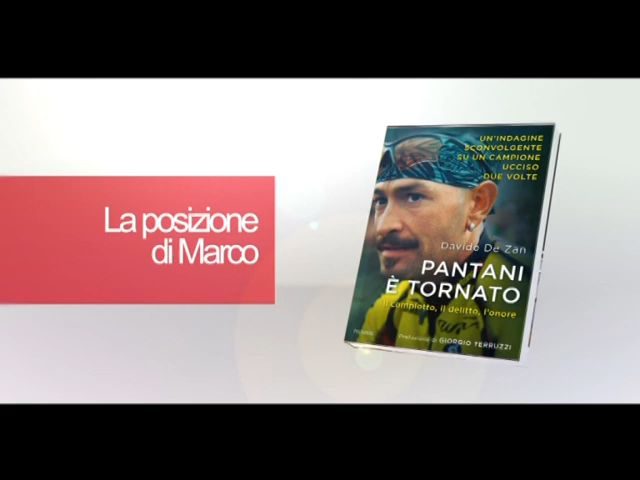 La posizione
di Marco
UN'INDAGINE
SCONVOLGENTE
SU UN CAMPIONE
UCCISO
DUE VOLTE
Davide De Zan
PANTANI
È TORNATO
Il complotto, il delitto, l'onore
Prefazione di GIORGIO TERRUZZI